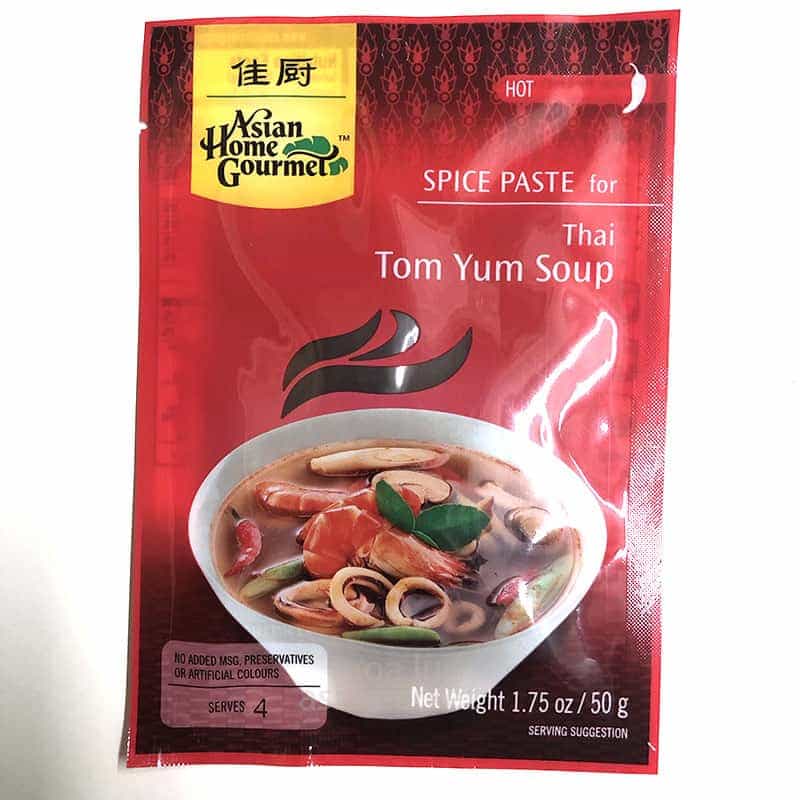 佳厨
Asian
Home
Gourmet™
HOT
SPICE PASTE for
Thai
Tom Yum Soup
NO ADDED MSG, PRESERVATIVES
OR ARTIFICIAL COLOURS
SERVES 4
Net Weight 1.75 oz / 50 g
SERVING SUGGESTION